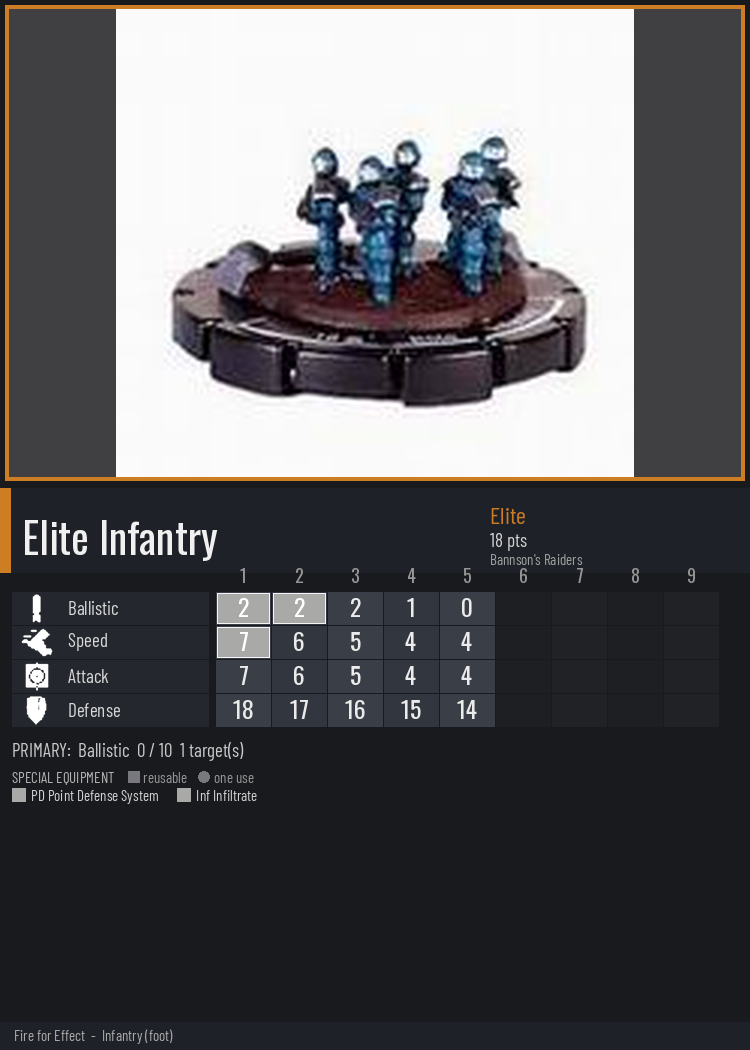 Elite Infantry
Elite
18 pts
Bannson's Raiders
1 2 3 4 5 6 7 8 9
Ballistic 2 2 2 1 0
Speed 7 6 5 4 4
Attack 7 6 5 4 4
Defense 18 17 16 15 14
PRIMARY: Ballistic 0 / 10 1 target(s)
SPECIAL EQUIPMENT reusable one use
PD Point Defense System Inf Infiltrate
Fire for Effect - Infantry (foot)